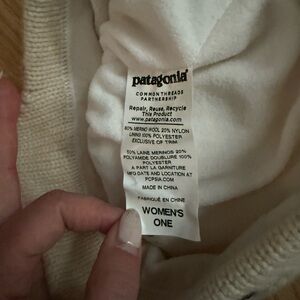 patagonia®
COMMON THREADS
PARTNERSHIP
Repair, Reuse, Recycle
This Product
www.patagonia.com
80% MERINO WOOL 20% NYLON
LINING 100% POLYESTER
EXCLUSIVE OF TRIM
80% LAINE MERINOS 20%
POLYAMIDE DOUBLURE 100%
POLYESTER
A PART LA GARNITURE
MFG DATE AND LOCATION AT
PCPSIA.COM
MADE IN CHINA
FABRIQUÉ EN CHINE
WOMEN'S
ONE